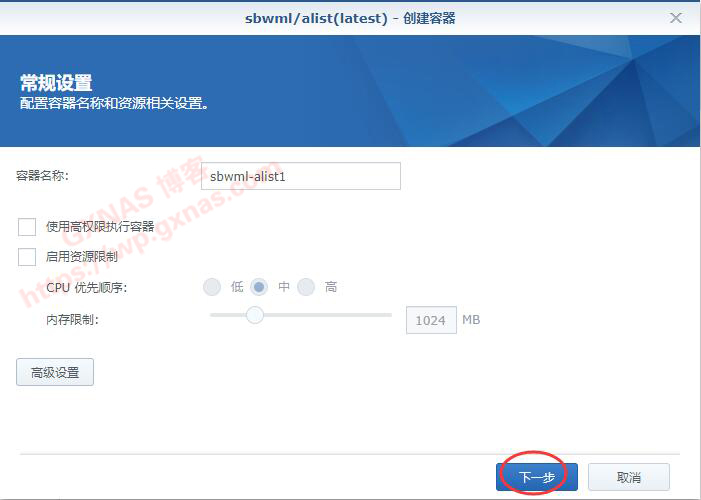 sbwml/alist(latest) - 创建容器
常规设置
配置容器名称和资源相关设置。
容器名称:
sbwml-alist1
使用高权限执行容器
启用资源限制
CPU 优先顺序:
低 中 高
内存限制:
1024 MB
高级设置
GXNAS 博客
https://wp.gxnas.com
下一步
取消